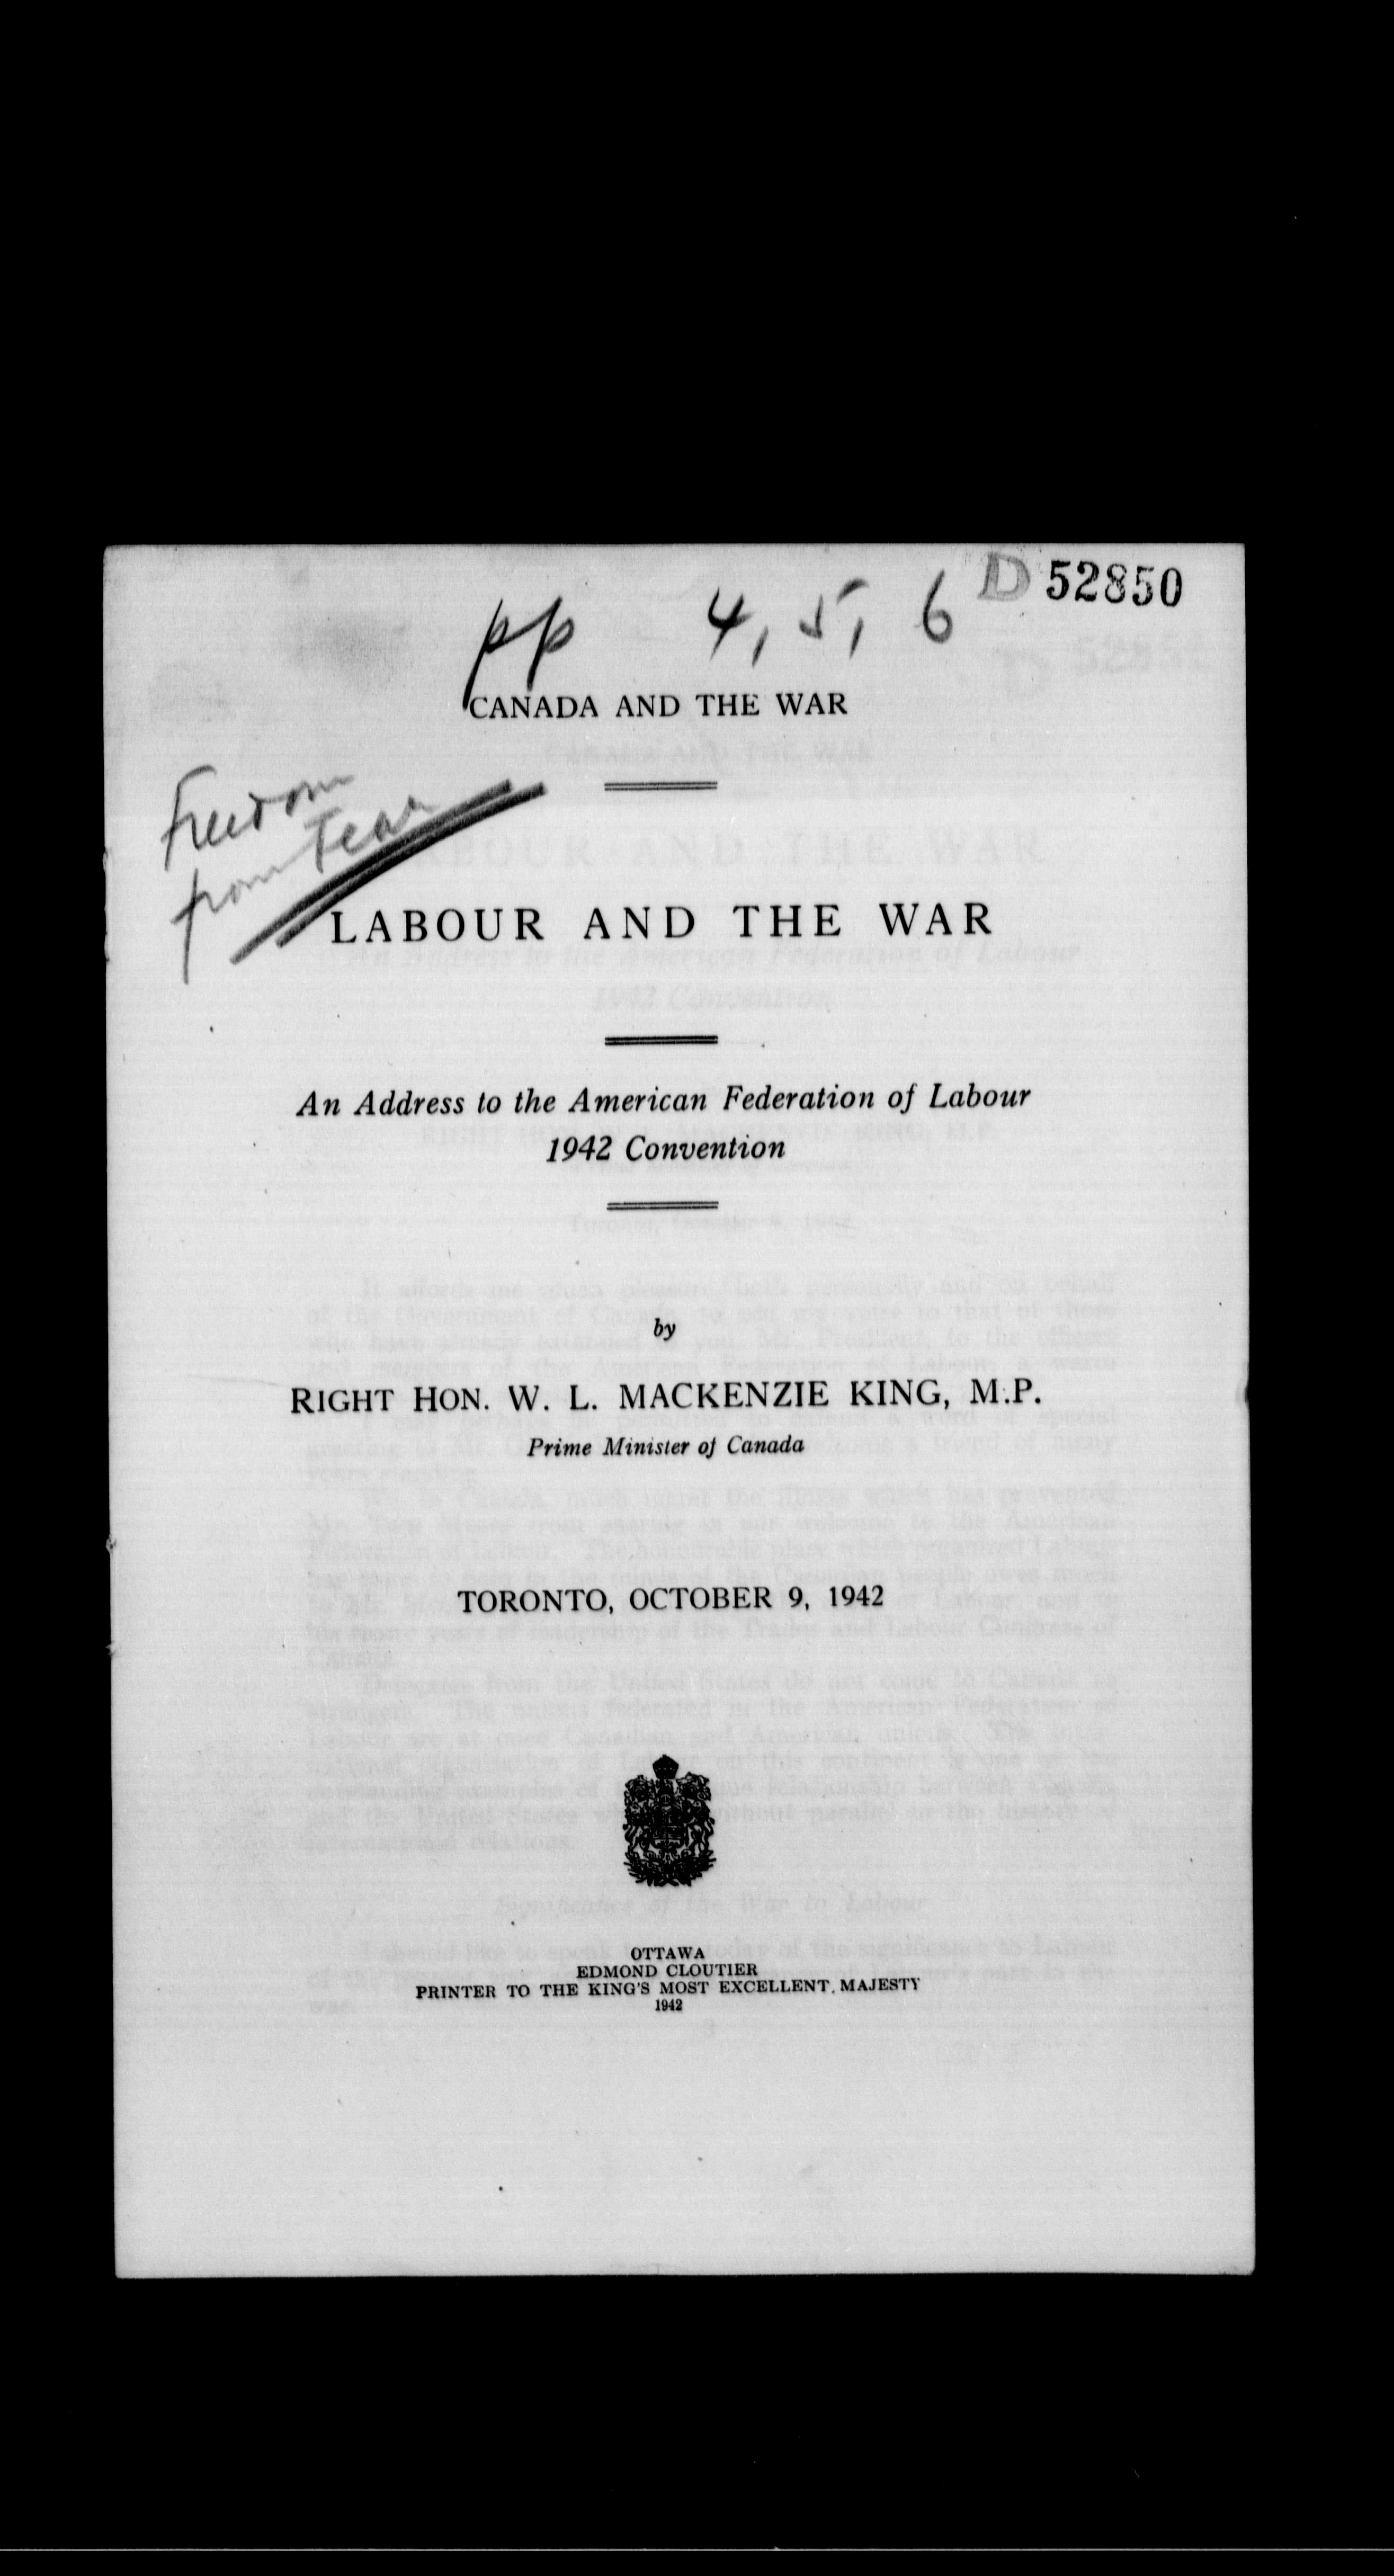 D 52850
pp 4, 5, 6
CANADA AND THE WAR
Freedom
from Fear
LABOUR AND THE WAR
An Address to the American Federation of Labour
1942 Convention
by
RIGHT HON. W. L. MACKENZIE KING, M.P.
Prime Minister of Canada
TORONTO, OCTOBER 9, 1942
OTTAWA
EDMOND CLOUTIER
PRINTER TO THE KING'S MOST EXCELLENT MAJESTY
1942